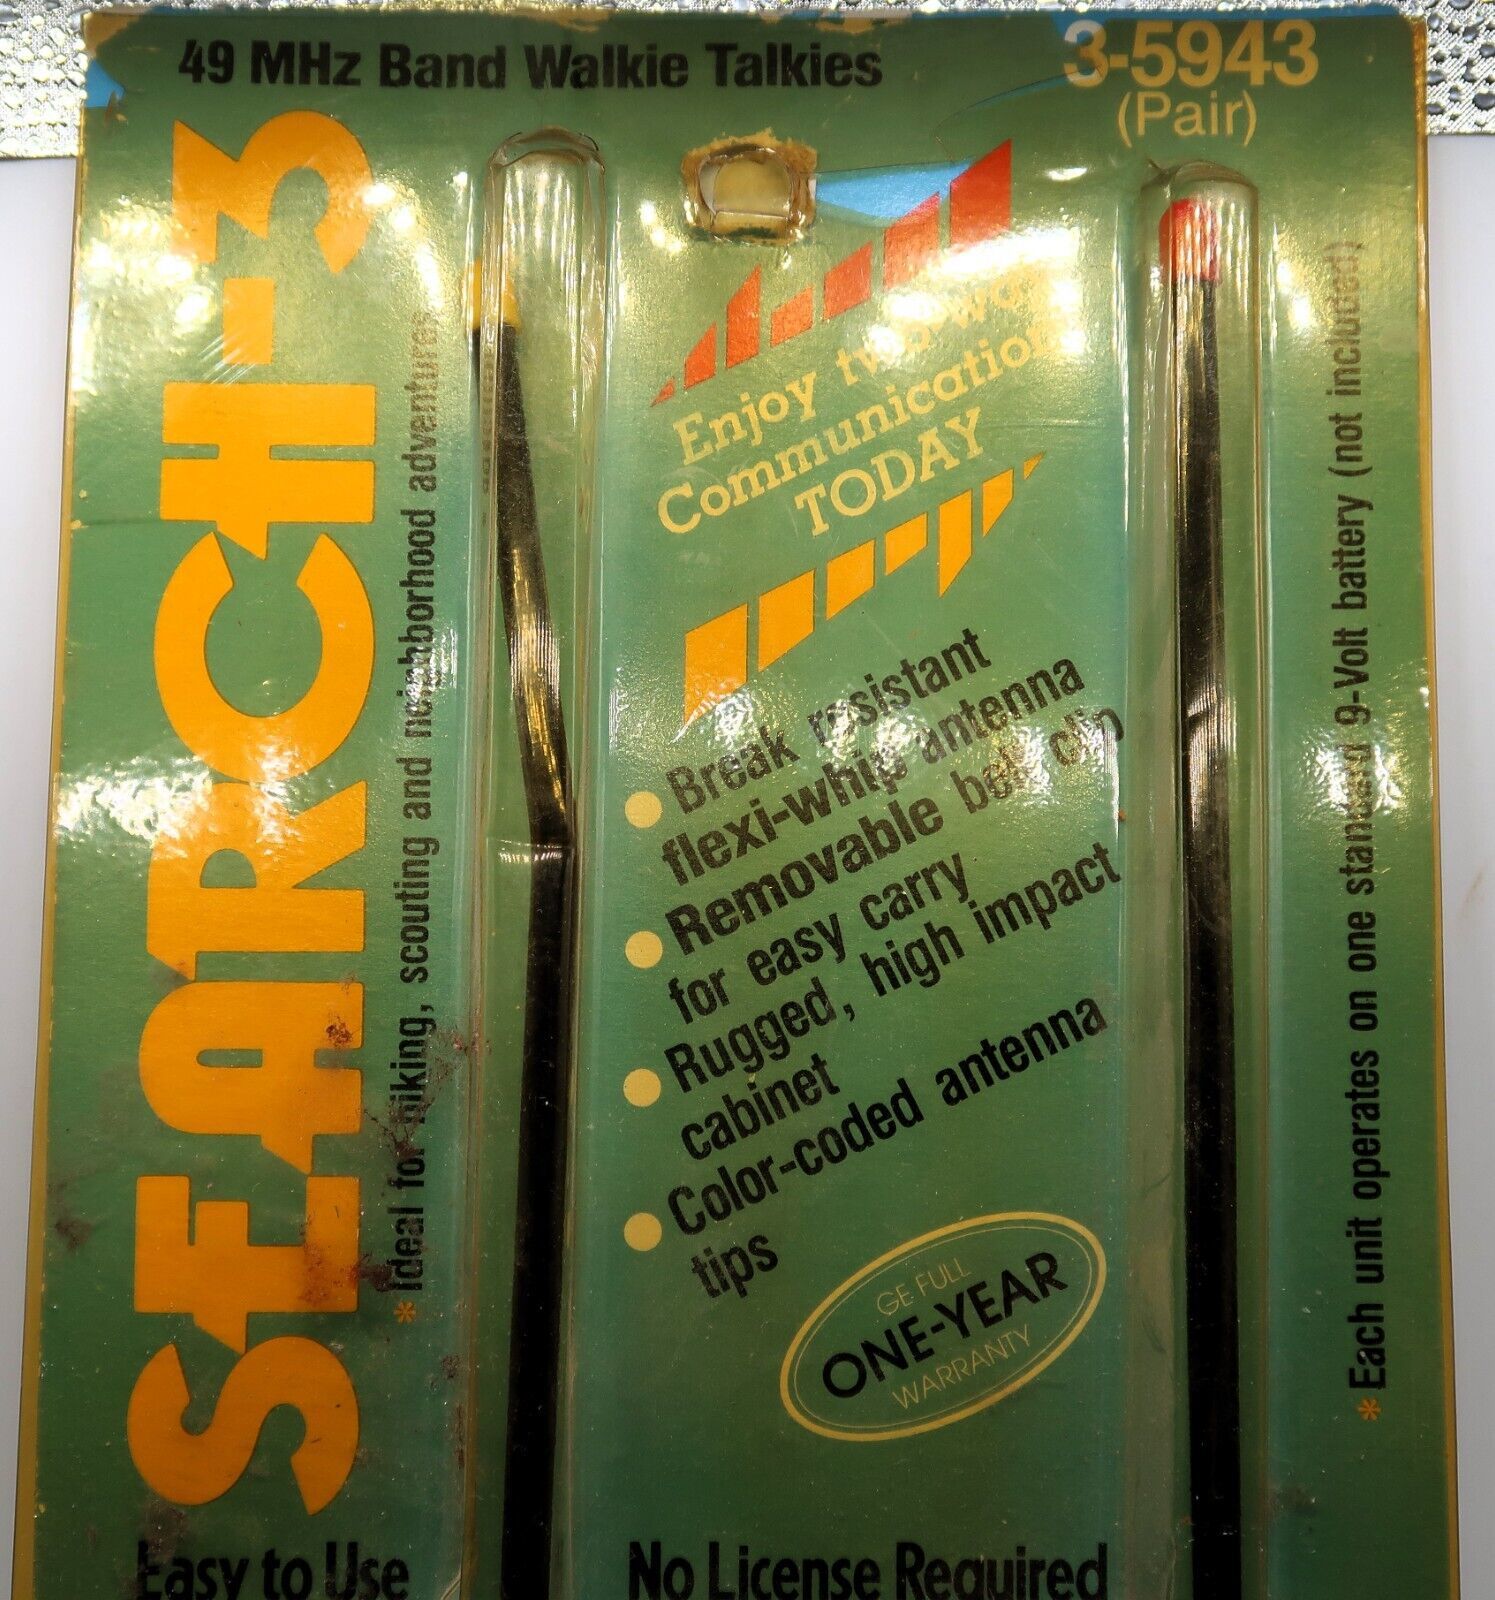 49 MHz Band Walkie Talkies
3-5943
(Pair)
SEARCH-3
*Ideal for hiking, scouting and neighborhood adventures
Enjoy two-way
Communication
TODAY
Break resistant
flexi-whip antenna
Removable belt clip
for easy carry
Rugged, high impact
cabinet
Color-coded antenna
tips
GE FULL
ONE-YEAR
WARRANTY
*Each unit operates on one standard 9-Volt battery (not included)
Easy to Use
No License Required